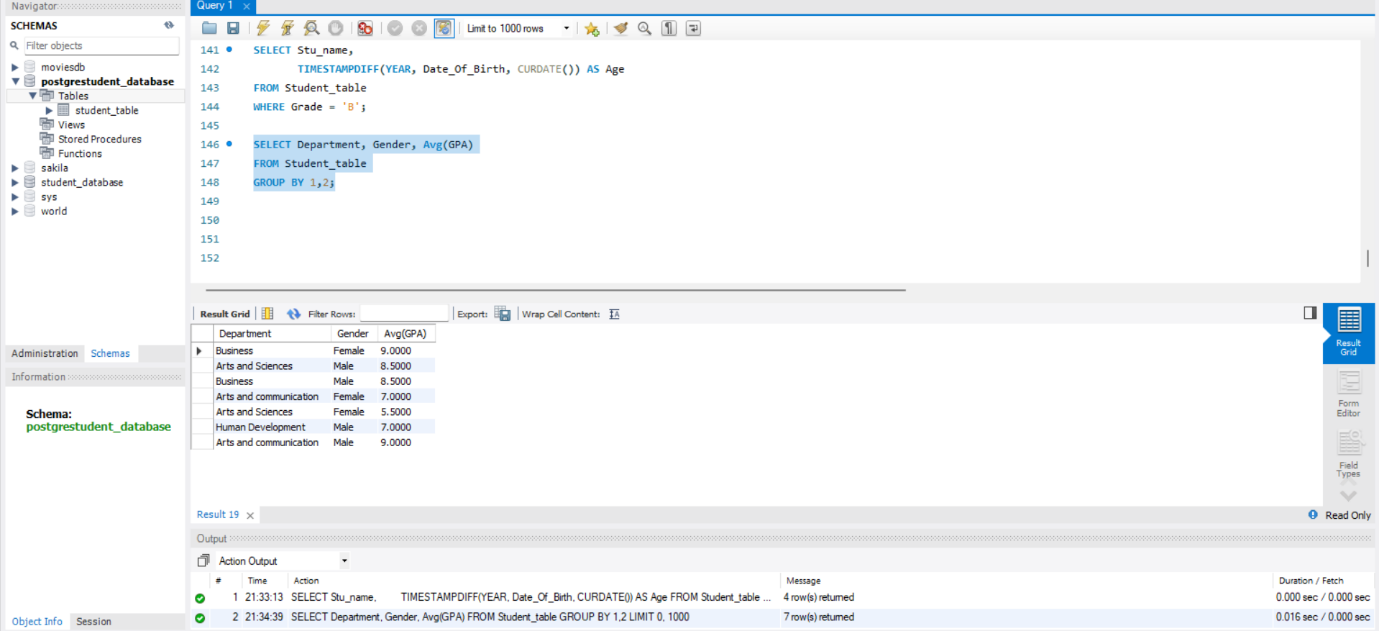 Navigator
SCHEMAS
Filter objects
moviesdb
postgrestudent_database
Tables
student_table
Views
Stored Procedures
Functions
sakila
student_database
sys
world
Administration Schemas
Information
Schema:
postgrestudent_database
Object Info Session
Query 1
Limit to 1000 rows
141 SELECT Stu_name,
142 TIMESTAMPDIFF(YEAR, Date_Of_Birth, CURDATE()) AS Age
143 FROM Student_table
144 WHERE Grade = 'B';
145
146 SELECT Department, Gender, Avg(GPA)
147 FROM Student_table
148 GROUP BY 1,2;
149
150
151
152
Result Grid Filter Rows: Export: Wrap Cell Content:
Department Gender Avg(GPA)
Business Female 9.0000
Arts and Sciences Male 8.5000
Business Male 8.5000
Arts and communication Female 7.0000
Arts and Sciences Female 5.5000
Human Development Male 7.0000
Arts and communication Male 9.0000
Result
Grid
Form
Editor
Field
Types
Result 19 Read Only
Output
Action Output
# Time Action Message Duration / Fetch
1 21:33:13 SELECT Stu_name, TIMESTAMPDIFF(YEAR, Date_Of_Birth, CURDATE()) AS Age FROM Student_table ... 4 row(s) returned 0.000 sec / 0.000 sec
2 21:34:39 SELECT Department, Gender, Avg(GPA) FROM Student_table GROUP BY 1,2 LIMIT 0, 1000 7 row(s) returned 0.016 sec / 0.000 sec